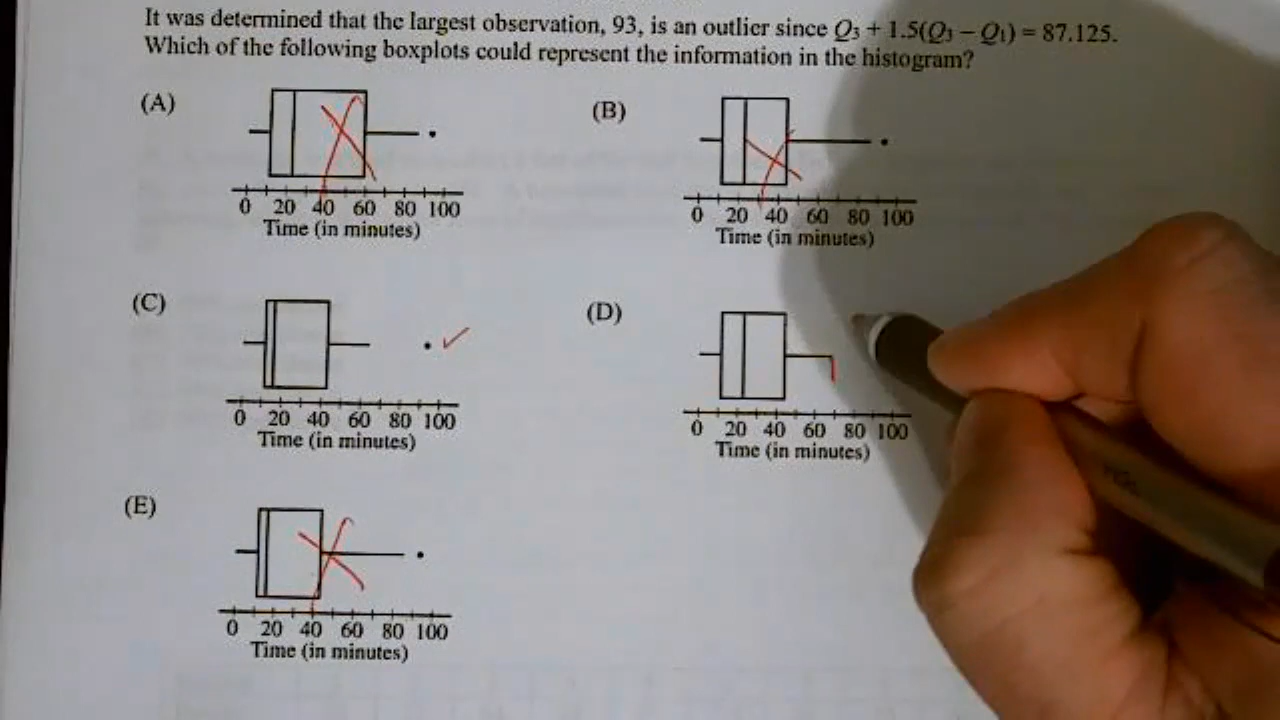 It was determined that the largest observation, 93, is an outlier since Q3 + 1.5(Q3 – Q1) = 87.125.
Which of the following boxplots could represent the information in the histogram?
(A)
0 20 40 60 80 100
Time (in minutes)
(B)
0 20 40 60 80 100
Time (in minutes)
(C)
0 20 40 60 80 100
Time (in minutes)
(D)
0 20 40 60 80 100
Time (in minutes)
(E)
0 20 40 60 80 100
Time (in minutes)